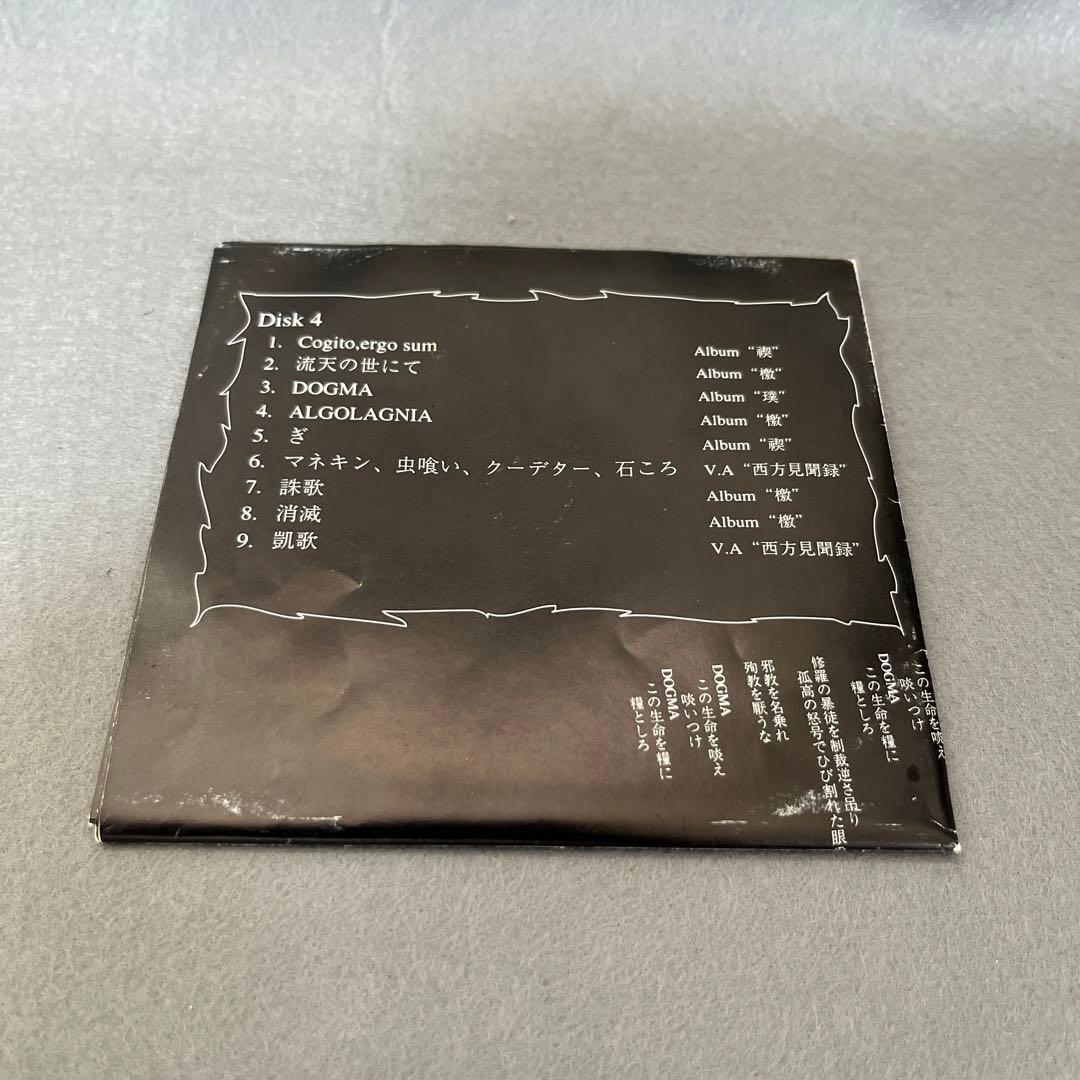 Disk 4
1. Cogito,ergo sum Album “禊”
2. 流天の世にて Album “檄”
3. DOGMA Album “璞”
4. ALGOLAGNIA Album “檄”
5. ぎ Album “禊”
6. マネキン、虫喰い、クーデター、石ころ V.A “西方見聞録”
7. 誅歌 Album “檄”
8. 消滅 Album “檄”
9. 凱歌 V.A “西方見聞録”
この生命を啖え
啖いつけ
DOGMA
この生命を糧に
糧としろ
修羅の暴徒を制裁逆さ吊り
孤高の怒号でひび割れた眼の
邪教を名乗れ
殉教を厭うな
DOGMA
この生命を啖え
啖いつけ
DOGMA
この生命を糧に
糧としろ